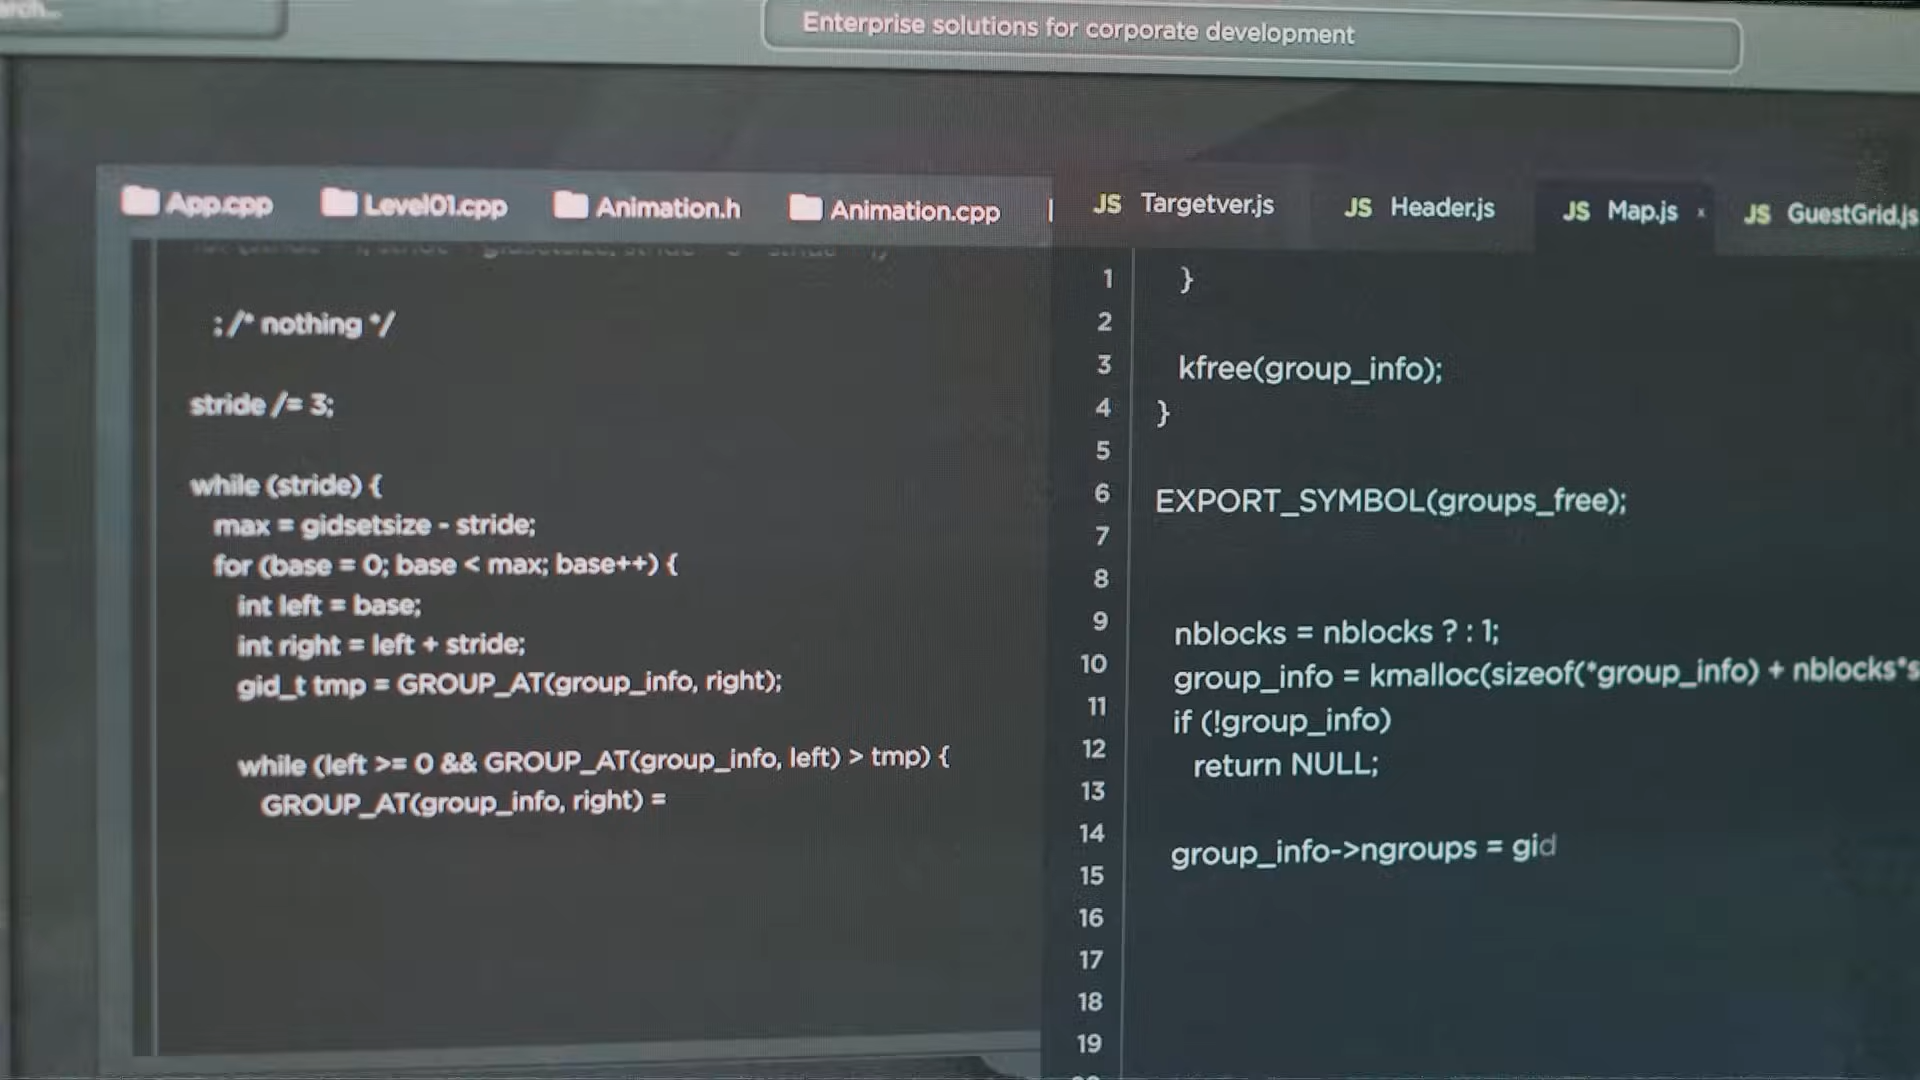 Enterprise solutions for corporate development
App.cpp
Level01.cpp
Animation.h
Animation.cpp
; /* nothing */
stride /= 3;
while (stride) {
max = gidsetsize - stride;
for (base = 0; base < max; base++) {
int left = base;
int right = left + stride;
gid_t tmp = GROUP_AT(group_info, right);
while (left >= 0 && GROUP_AT(group_info, left) > tmp) {
GROUP_AT(group_info, right) =
JS Targetver.js
JS Header.js
JS Map.js x
JS GuestGrid.js
1 }
2
3 kfree(group_info);
4 }
5
6 EXPORT_SYMBOL(groups_free);
7
8
9 nblocks = nblocks ? : 1;
10 group_info = kmalloc(sizeof(*group_info) + nblocks*s
11 if (!group_info)
12 return NULL;
13
14 group_info->ngroups = gid
15
16
17
18
19